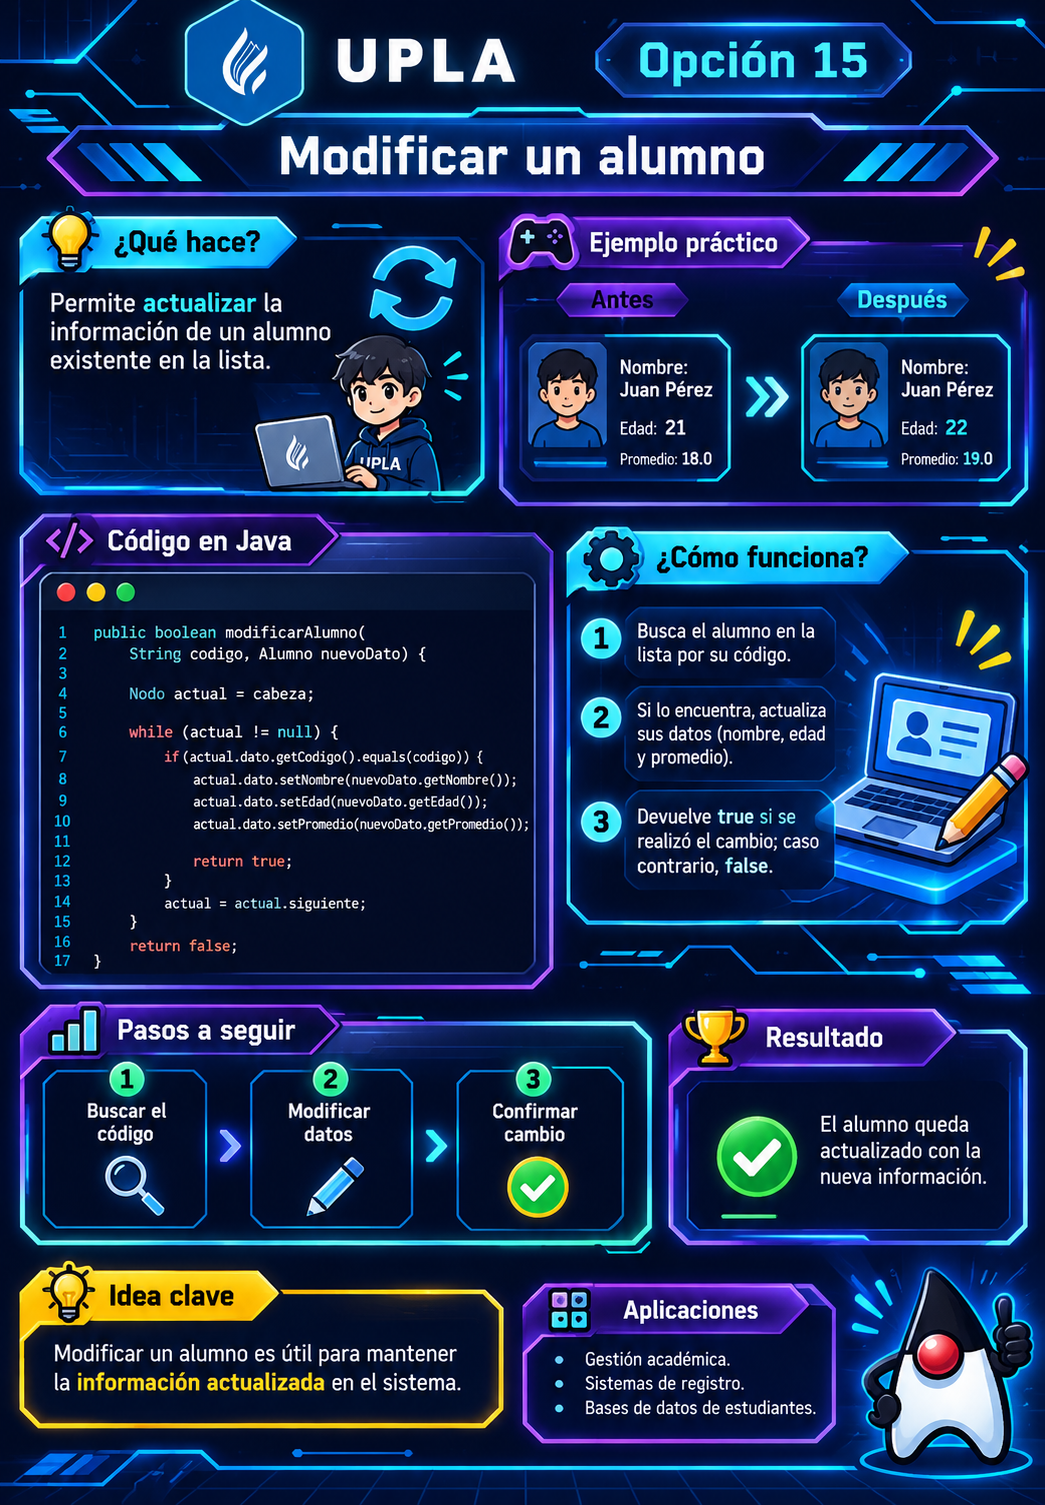 UPLA
Opción 15
Modificar un alumno
¿Qué hace?
Permite actualizar la
información de un alumno
existente en la lista.
UPLA
Ejemplo práctico
Antes
Nombre:
Juan Pérez
Edad: 21
Promedio: 18.0
Después
Nombre:
Juan Pérez
Edad: 22
Promedio: 19.0
</> Código en Java
1 public boolean modificarAlumno(
2 String codigo, Alumno nuevoDato) {
3
4 Nodo actual = cabeza;
5
6 while (actual != null) {
7 if(actual.dato.getCodigo().equals(codigo)) {
8 actual.dato.setNombre(nuevoDato.getNombre());
9 actual.dato.setEdad(nuevoDato.getEdad());
10 actual.dato.setPromedio(nuevoDato.getPromedio());
11
12 return true;
13 }
14 actual = actual.siguiente;
15 }
16 return false;
17 }
¿Cómo funciona?
1
Busca el alumno en la
lista por su código.
2
Si lo encuentra, actualiza
sus datos (nombre, edad
y promedio).
3
Devuelve true si se
realizó el cambio; caso
contrario, false.
Pasos a seguir
1
Buscar el
código
2
Modificar
datos
3
Confirmar
cambio
Resultado
El alumno queda
actualizado con la
nueva información.
Idea clave
Modificar un alumno es útil para mantener
la información actualizada en el sistema.
Aplicaciones
• Gestión académica.
• Sistemas de registro.
• Bases de datos de estudiantes.